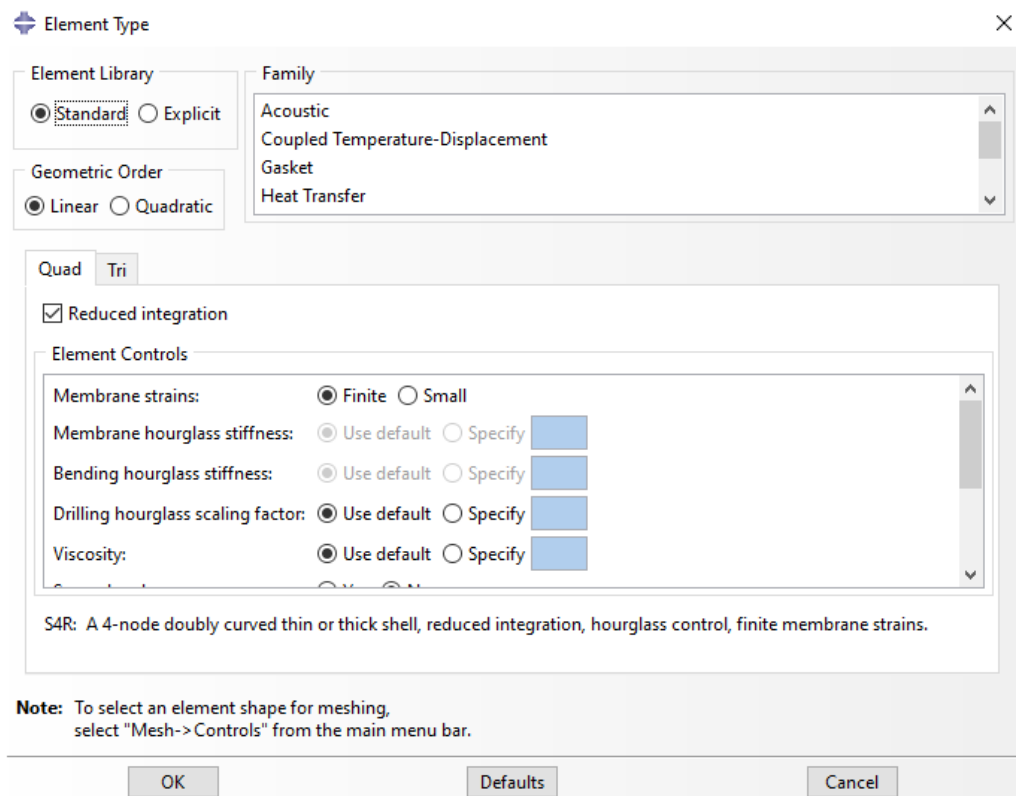 Element Type
Element Library
Standard Explicit
Family
Acoustic
Coupled Temperature-Displacement
Gasket
Heat Transfer
Geometric Order
Linear Quadratic
Quad Tri
Reduced integration
Element Controls
Membrane strains: Finite Small
Membrane hourglass stiffness: Use default Specify
Bending hourglass stiffness: Use default Specify
Drilling hourglass scaling factor: Use default Specify
Viscosity: Use default Specify
S4R: A 4-node doubly curved thin or thick shell, reduced integration, hourglass control, finite membrane strains.
Note: To select an element shape for meshing,
select "Mesh->Controls" from the main menu bar.
OK Defaults Cancel